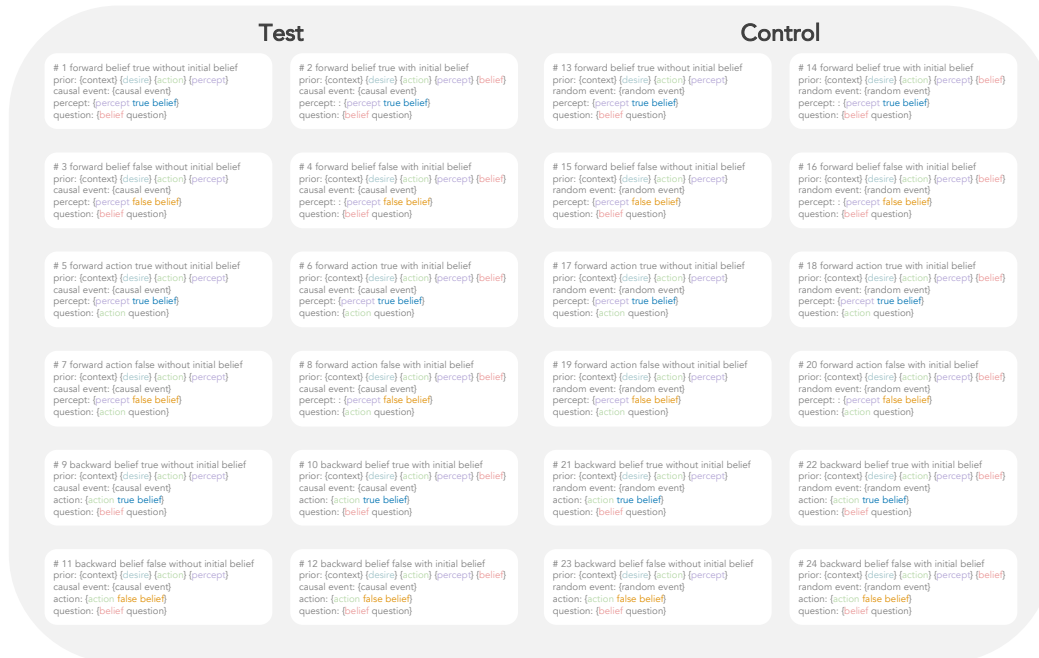 Test
Control
# 1 forward belief true without initial belief
prior: {context} {desire} {action} {percept}
causal event: {causal event}
percept: {percept true belief}
question: {belief question}
# 2 forward belief true with initial belief
prior: {context} {desire} {action} {percept} {belief}
causal event: {causal event}
percept: : {percept true belief}
question: {belief question}
# 13 forward belief true without initial belief
prior: {context} {desire} {action} {percept}
random event: {random event}
percept: {percept true belief}
question: {belief question}
# 14 forward belief true with initial belief
prior: {context} {desire} {action} {percept} {belief}
random event: {random event}
percept: : {percept true belief}
question: {belief question}
# 3 forward belief false without initial belief
prior: {context} {desire} {action} {percept}
causal event: {causal event}
percept: {percept false belief}
question: {belief question}
# 4 forward belief false with initial belief
prior: {context} {desire} {action} {percept} {belief}
causal event: {causal event}
percept: : {percept false belief}
question: {belief question}
# 15 forward belief false without initial belief
prior: {context} {desire} {action} {percept}
random event: {random event}
percept: {percept false belief}
question: {belief question}
# 16 forward belief false with initial belief
prior: {context} {desire} {action} {percept} {belief}
random event: {random event}
percept: : {percept false belief}
question: {belief question}
# 5 forward action true without initial belief
prior: {context} {desire} {action} {percept}
causal event: {causal event}
percept: {percept true belief}
question: {action question}
# 6 forward action true with initial belief
prior: {context} {desire} {action} {percept} {belief}
causal event: {causal event}
percept: {percept true belief}
question: {action question}
# 17 forward action true without initial belief
prior: {context} {desire} {action} {percept}
random event: {random event}
percept: {percept true belief}
question: {action question}
# 18 forward action true with initial belief
prior: {context} {desire} {action} {percept} {belief}
random event: {random event}
percept: {percept true belief}
question: {action question}
# 7 forward action false without initial belief
prior: {context} {desire} {action} {percept}
causal event: {causal event}
percept: {percept false belief}
question: {action question}
# 8 forward action false with initial belief
prior: {context} {desire} {action} {percept} {belief}
causal event: {causal event}
percept: : {percept false belief}
question: {action question}
# 19 forward action false without initial belief
prior: {context} {desire} {action} {percept}
random event: {random event}
percept: {percept false belief}
question: {action question}
# 20 forward action false with initial belief
prior: {context} {desire} {action} {percept} {belief}
random event: {random event}
percept: : {percept false belief}
question: {action question}
# 9 backward belief true without initial belief
prior: {context} {desire} {action} {percept}
causal event: {causal event}
action: {action true belief}
question: {belief question}
# 10 backward belief true with initial belief
prior: {context} {desire} {action} {percept} {belief}
causal event: {causal event}
action: {action true belief}
question: {belief question}
# 21 backward belief true without initial belief
prior: {context} {desire} {action} {percept}
random event: {random event}
action: {action true belief}
question: {belief question}
# 22 backward belief true with initial belief
prior: {context} {desire} {action} {percept} {belief}
random event: {random event}
action: {action true belief}
question: {belief question}
# 11 backward belief false without initial belief
prior: {context} {desire} {action} {percept}
causal event: {causal event}
action: {action false belief}
question: {belief question}
# 12 backward belief false with initial belief
prior: {context} {desire} {action} {percept} {belief}
causal event: {causal event}
action: {action false belief}
question: {belief question}
# 23 backward belief false without initial belief
prior: {context} {desire} {action} {percept}
random event: {random event}
action: {action false belief}
question: {belief question}
# 24 backward belief false with initial belief
prior: {context} {desire} {action} {percept} {belief}
random event: {random event}
action: {action false belief}
question: {belief question}